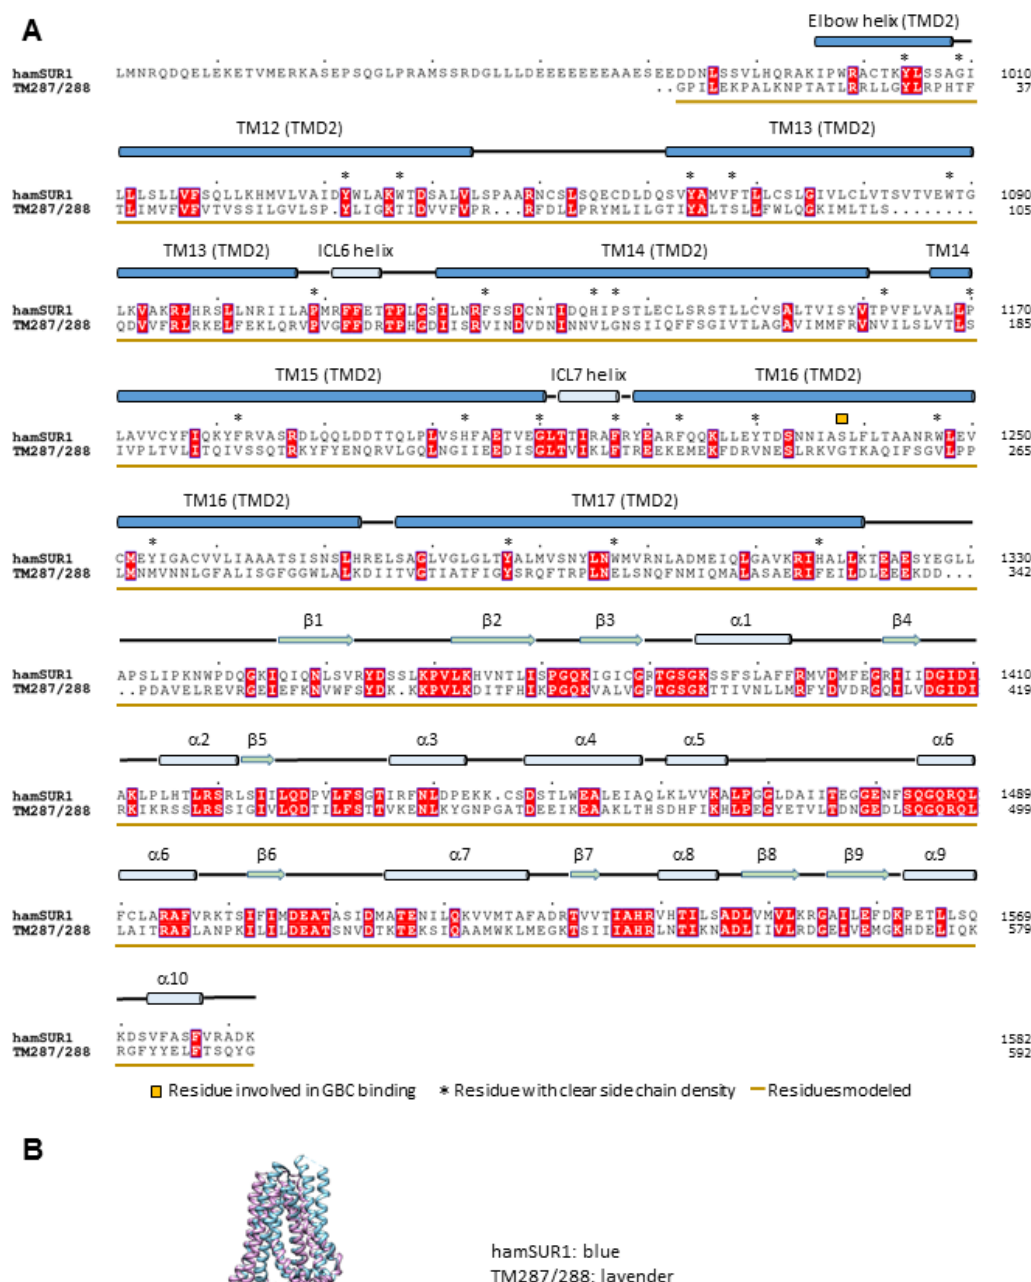 A
Elbow helix (TMD2)
hamSUR1 LMNRQDQELEKETVMERKASEPSQGLPRAMSSRDGLLLDEEEEEEEAAESEEDDNLSSVLHQRAKIPWRACTKYLSSAGI 1010
TM287/288 ..GPILEKPALKNPTATLRRLLGYLRPHTF 37
TM12 (TMD2) TM13 (TMD2)
* * * * *
hamSUR1 LLLSLLVFSQLLKHMVLVAIDYWLAKWTDSALVLSPAARNCSLSQECDLDQSVYAMVFTLLCSLGIVLCLVTSVTVEWTG 1090
TM287/288 TLIMVFVFVTVSSILGVLSP.YLIGKTIDVVFVPR...RFDLLPRYMLILGTIYALTSLLFWLQGKIMLTLS........ 105
TM13 (TMD2) ICL6 helix TM14 (TMD2) TM14
hamSUR1 LKVAKRLHRSLLNRIILAPMRFFETTPLGSILNRFSSDCNTIDQHIPSTLECLSRSTLLCVSALTVISYVTPVFLVALLP 1170
TM287/288 QDVVFRLRKELFEKLQRVPVGFFDRTPHGDIISRVINDVDNINNVLGNSIIQFFSGIVTLAGAVIMMFRVNVILSLVTLS 185
TM15 (TMD2) ICL7 helix TM16 (TMD2)
hamSUR1 LAVVCYFIQKYFRVASRDLQQLDDTTQLPLVSHFAETVEGLTTIRAFRYEARFQQKLLEYTDSNNIASLFLTAANRWLEV 1250
TM287/288 IVPLTVLITQIVSSQTRKYFYENQRVLGQLNGIIEEDISGLTVIKLFTREEKEMEKFDRVNESLRKVGTKAQIFSGVLPP 265
TM16 (TMD2) TM17 (TMD2)
hamSUR1 CMEYIGACVVLIAAATSISNSLHRELSAGLVGLGLTYALMVSNYLNWMVRNLADMEIQLGAVKRIHALLKTEAESYEGLL 1330
TM287/288 LMNMVNNLGFALISGFGGWLALKDIITVGTIATFIGYSRQFTRPLNELSNQFNMIQMALASAERIFEILDLEEEKDD... 342
β1 β2 β3 α1 β4
hamSUR1 APSLIPKNWPDQGKIQIQNLSVRYDSSLKPVLKHVNTLISPGQKIGICGRTGSGKSSFSLAFFRMVDMFEGRIIIDGIDI 1410
TM287/288 ..PDAVELREVRGEIEFKNVWFSYDK.KKPVLKDITFHIKPGQKVALVGPTGSGKTTIVNLLMRFYDVDRGQILVDGIDI 419
α2 β5 α3 α4 α5 α6
hamSUR1 AKLPLHTLRSRLSIILQDPVLFSGTIRFNLDPEKK.CSDSTLWEALEIAQLKLVVKALPGGLDAIITEGGENFSQGQRQL 1489
TM287/288 RKIKRSSLRSSIGIVLQDTILFSTTVKENLKYGNPGATDEEIKEAAKLTHSDHFIKHLPEGYETVLTDNGEDLSQGQRQL 499
α6 β6 α7 β7 α8 β8 β9 α9
hamSUR1 FCLARAFVRKTSIFIMDEATASIDMATENILQKVVMTAFADRTVVTIAHRVHTILSADLVMVLKRGAILEFDKPETLLSQ 1569
TM287/288 LAITRAFLANPKILILDEATSNVDTKTEKSIQAAMWKLMEGKTSIIIAHRLNTIKNADLIIVLRDGEIVEMGKHDELIQK 579
α10
hamSUR1 KDSVFASFVRADK 1582
TM287/288 RGFYYELFTSQYG 592
Residue involved in GBC binding * Residue with clear side chain density Residues modeled
B
hamSUR1: blue
TM287/288: lavender